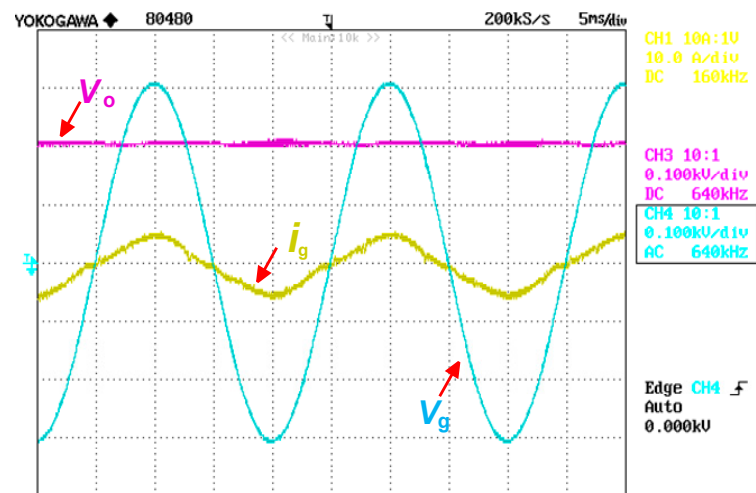 YOKOGAWA ◆ 80480 200kS/s 5ms/div
<< Main:10k >>
CH1 10A:1V
10.0 A/div
DC 160kHz
CH3 10:1
0.100kV/div
DC 640kHz
CH4 10:1
0.100kV/div
AC 640kHz
Edge CH4
Auto
0.000kV
Vo
ig
Vg